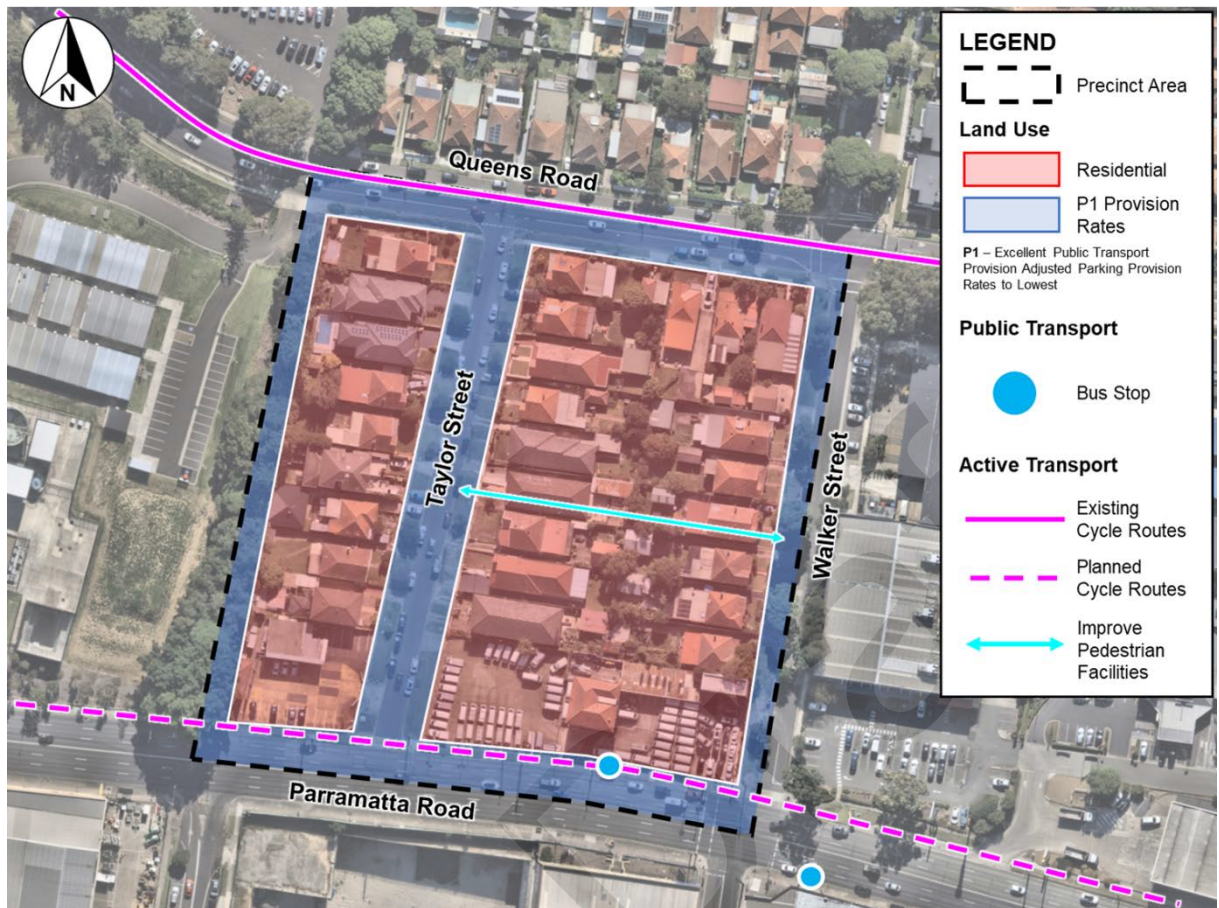 N
Queens Road
Taylor Street
Walker Street
Parramatta Road
LEGEND
Precinct Area
Land Use
Residential
P1 Provision
Rates
P1 – Excellent Public Transport
Provision Adjusted Parking Provision
Rates to Lowest
Public Transport
Bus Stop
Active Transport
Existing
Cycle Routes
Planned
Cycle Routes
Improve
Pedestrian
Facilities